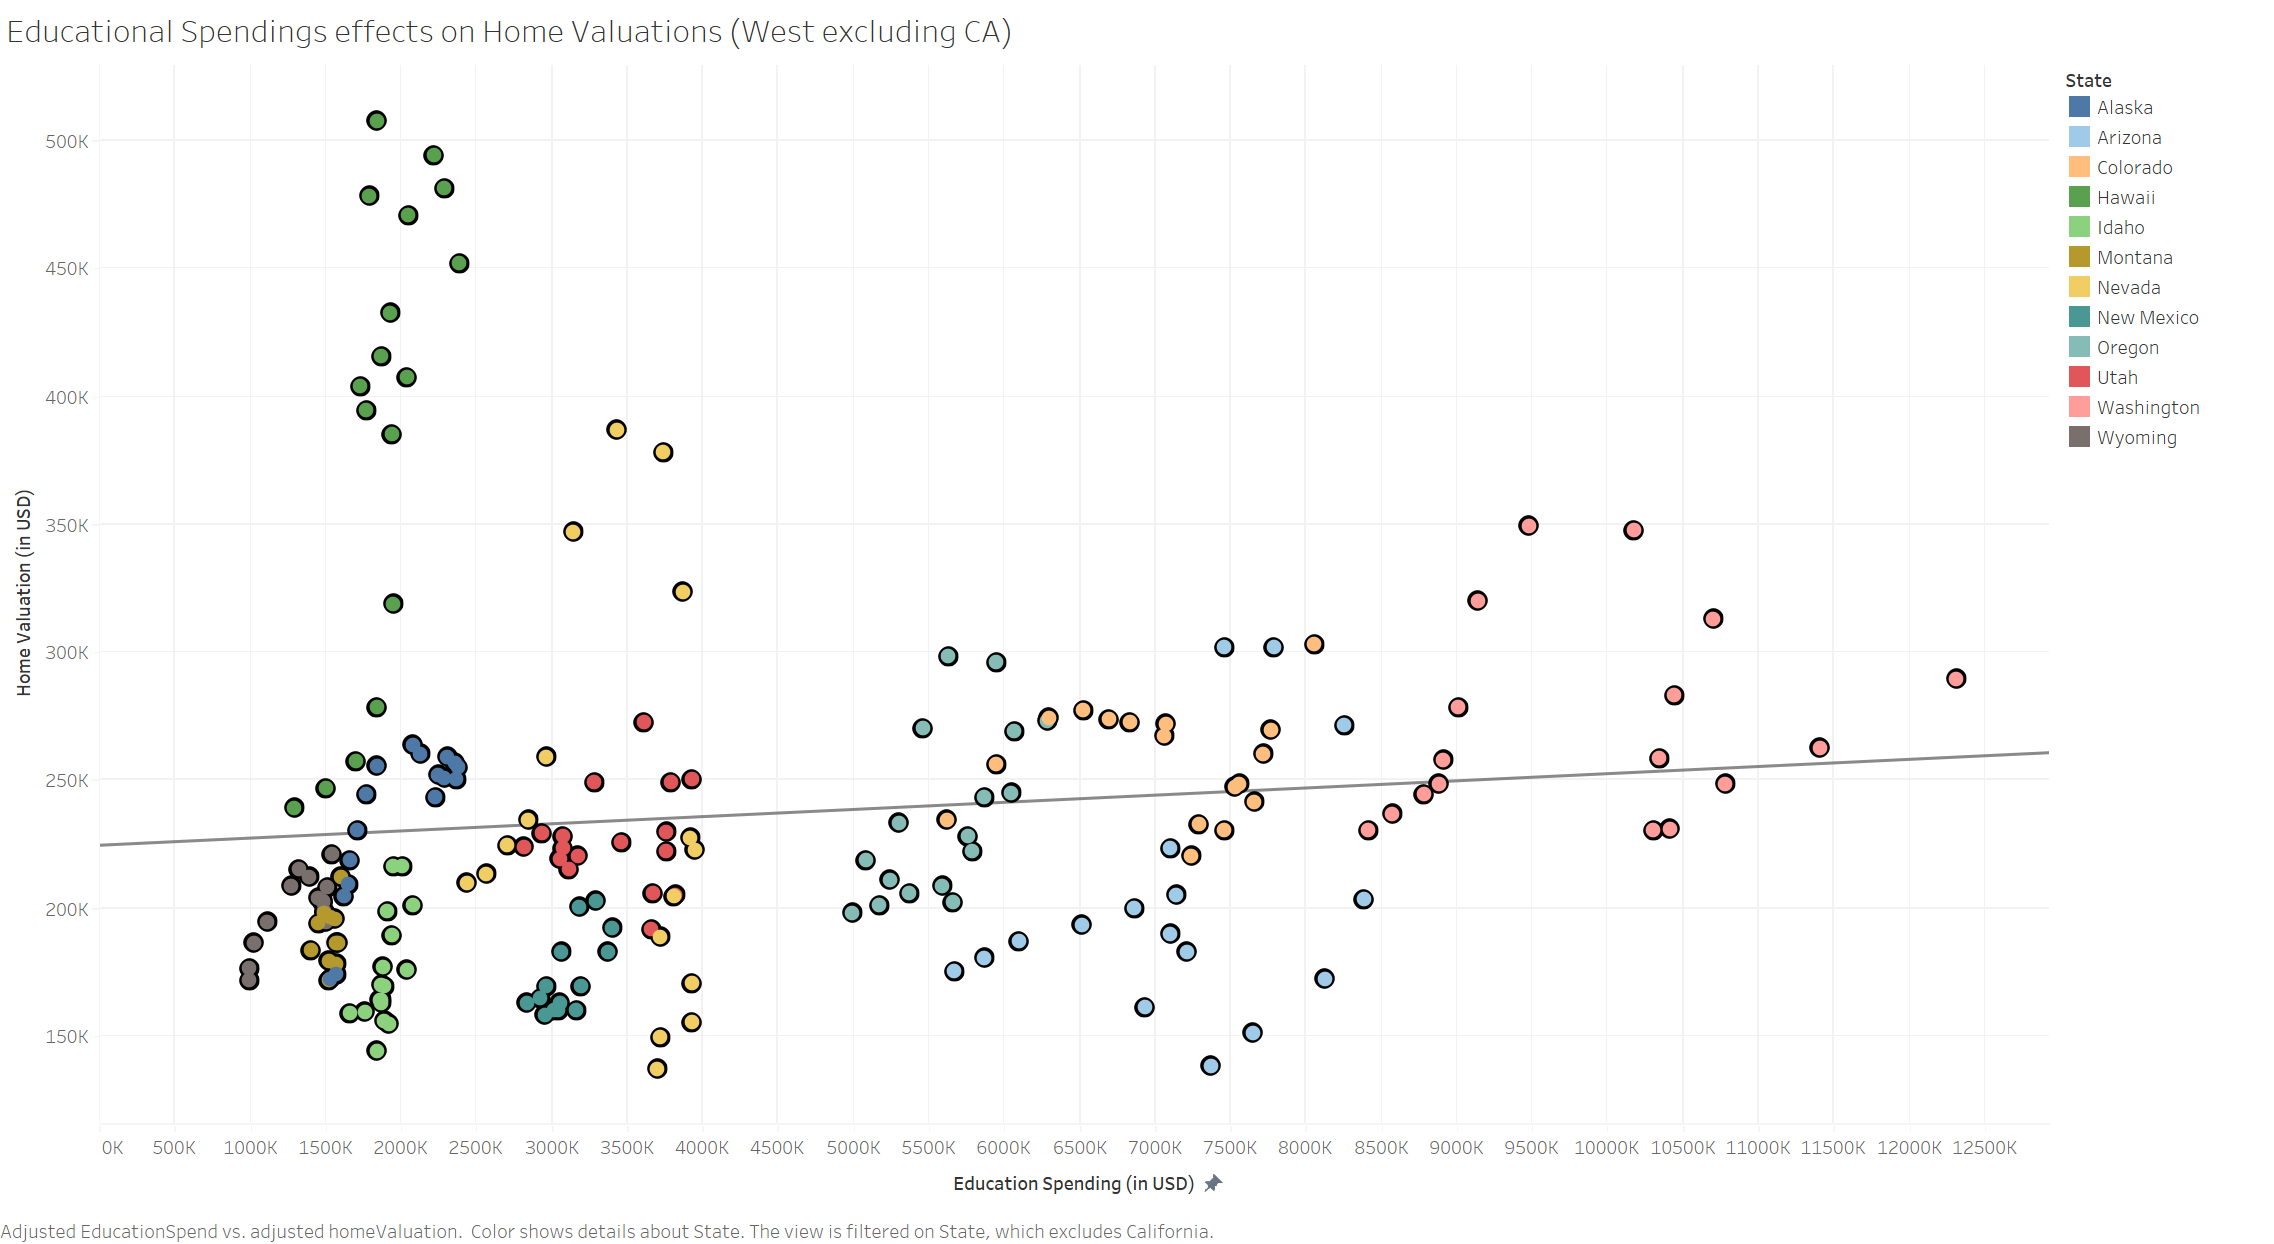 Educational Spendings effects on Home Valuations (West excluding CA)
State
Alaska
Arizona
Colorado
Hawaii
Idaho
Montana
Nevada
New Mexico
Oregon
Utah
Washington
Wyoming
Home Valuation (in USD)
500K
450K
400K
350K
300K
250K
200K
150K
0K 500K 1000K 1500K 2000K 2500K 3000K 3500K 4000K 4500K 5000K 5500K 6000K 6500K 7000K 7500K 8000K 8500K 9000K 9500K 10000K 10500K 11000K 11500K 12000K 12500K
Education Spending (in USD)
Adjusted EducationSpend vs. adjusted homeValuation. Color shows details about State. The view is filtered on State, which excludes California.